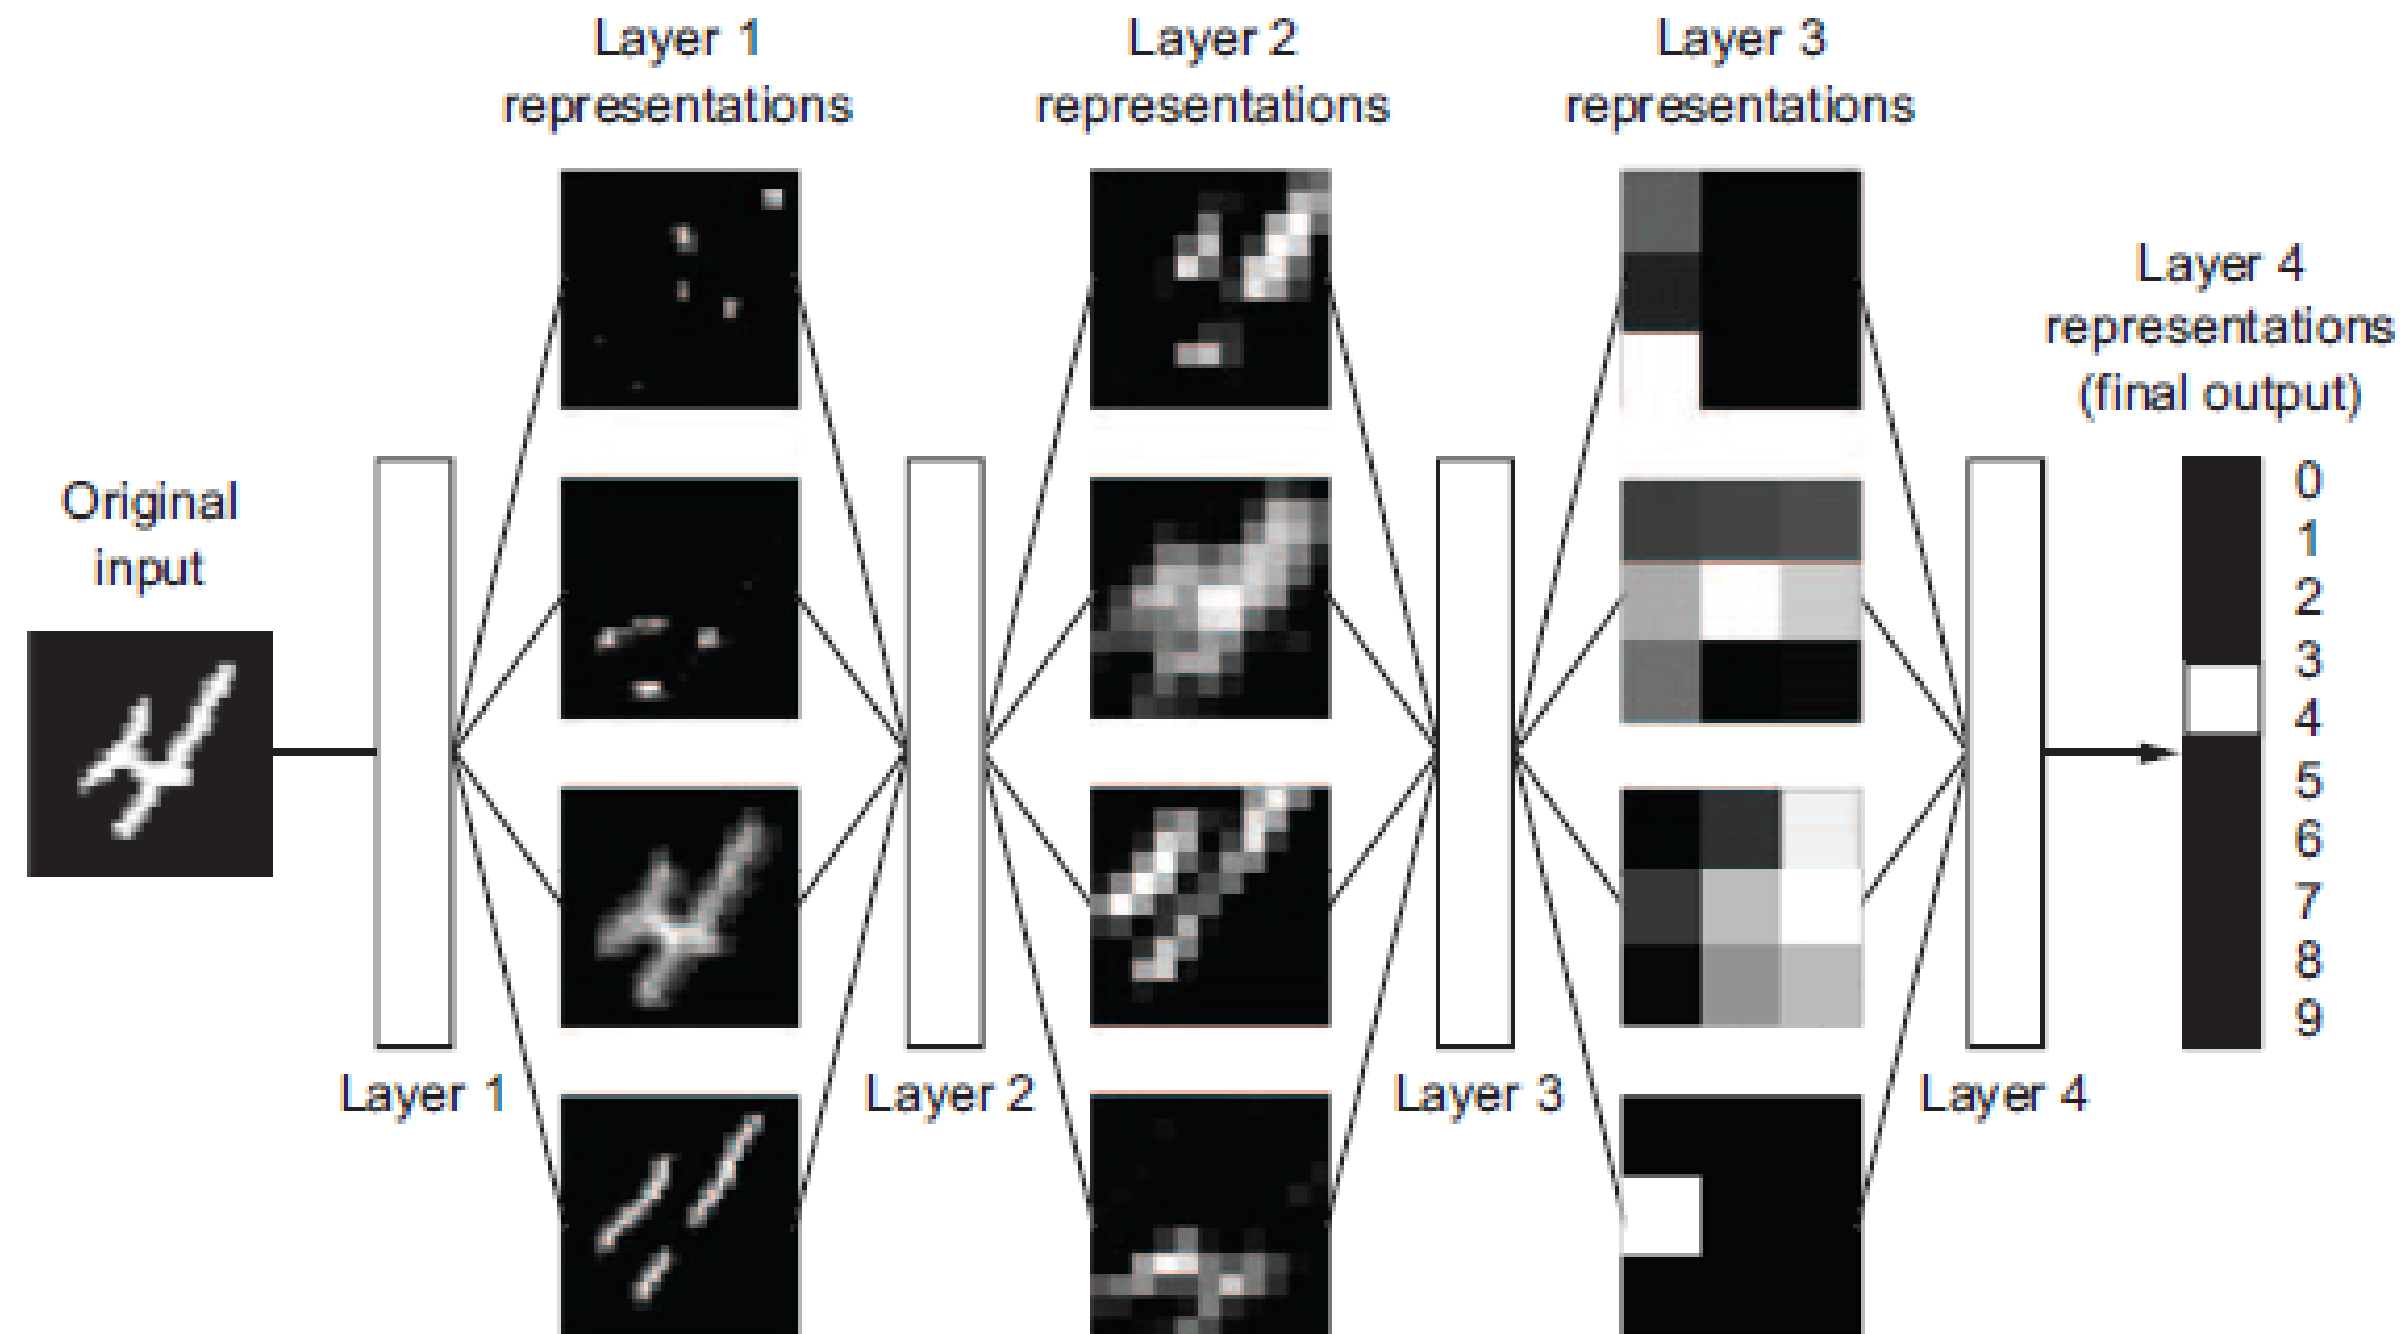 Layer 1
representations
Layer 2
representations
Layer 3
representations
Layer 4
representations
(final output)
Original
input
0
1
2
3
4
5
6
7
8
9
Layer 1
Layer 2
Layer 3
Layer 4